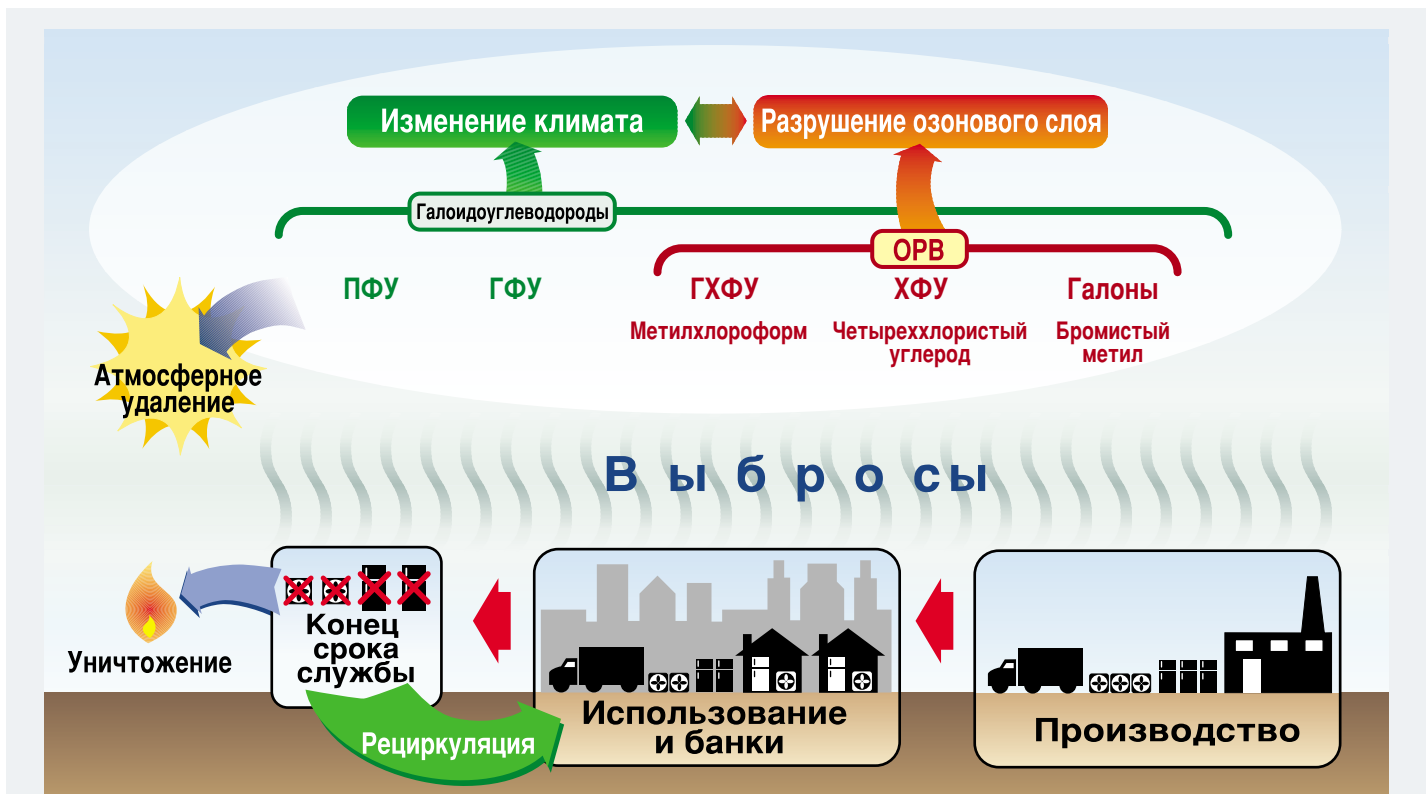 Изменение климата
Разрушение озонового слоя
Галоидоуглеводороды
ОРВ
ПФУ
ГФУ
ГХФУ
ХФУ
Галоны
Метилхлороформ
Четыреххлористый
углерод
Бромистый
метил
Атмосферное
удаление
Выбросы
Уничтожение
Конец
срока
службы
Рециркуляция
Использование
и банки
Производство